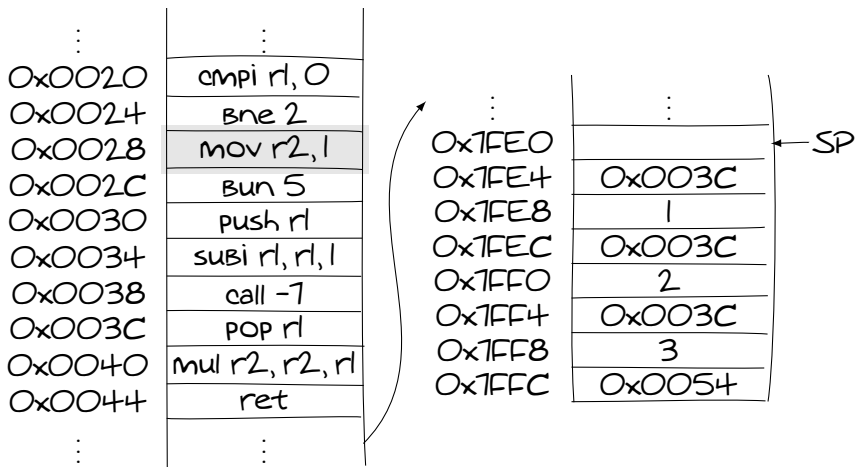 ⋮ ⋮
0x0020 cmpi r1, 0
0x0024 bne 2
0x0028 mov r2, 1
0x002C bun 5
0x0030 push r1
0x0034 subi r1, r1, 1
0x0038 call -7
0x003C pop r1
0x0040 mul r2, r2, r1
0x0044 ret
⋮ ⋮
⋮ ⋮
0x7FE0 SP
0x7FE4 0x003C
0x7FE8 1
0x7FEC 0x003C
0x7FF0 2
0x7FF4 0x003C
0x7FF8 3
0x7FFC 0x0054